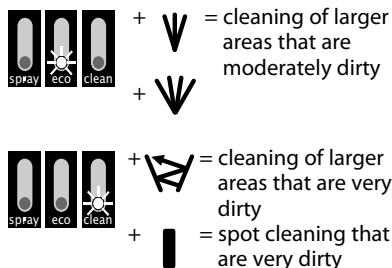 + = cleaning of larger
areas that are
moderately dirty
spray eco clean
+
+ = cleaning of larger
areas that are very
dirty
spray eco clean
+ = spot cleaning that
are very dirty